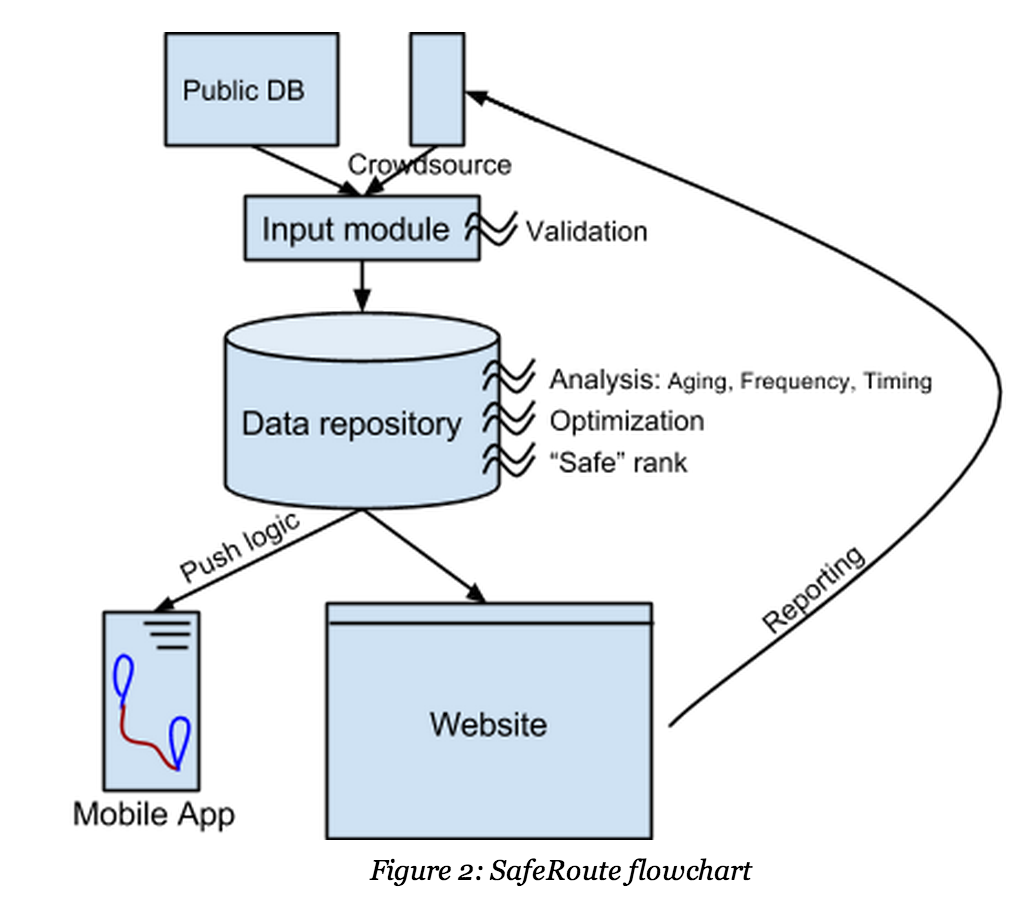 Public DB
Crowdsource
Input module
Validation
Analysis: Aging, Frequency, Timing
Data repository
Optimization
“Safe” rank
Push logic
Reporting
Website
Mobile App
Figure 2: SafeRoute flowchart